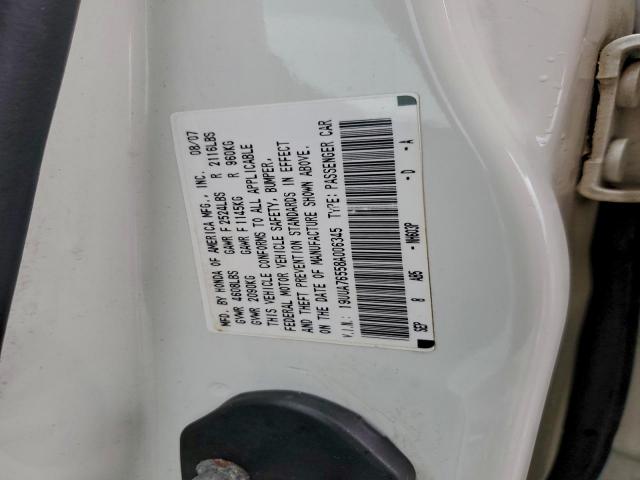 MFD. BY HONDA OF AMERICA MFG., INC. 08/07
GVWR 4608LBS GAWR F 2524LBS R 2116LBS
GVWR 2090KG GAWR F 1145KG R 960KG
THIS VEHICLE CONFORMS TO ALL APPLICABLE
FEDERAL MOTOR VEHICLE SAFETY, BUMPER,
AND THEFT PREVENTION STANDARDS IN EFFECT
ON THE DATE OF MANUFACTURE SHOWN ABOVE.
V.I.N.: 19UUA76558A006345 TYPE: PASSENGER CAR
SEP 8 A85 - NH603P - D - A